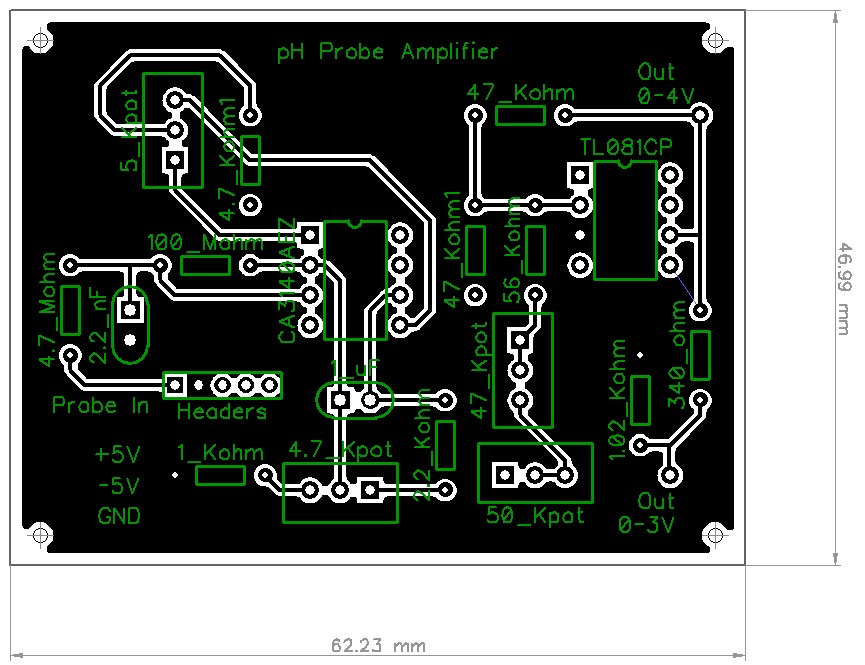 pH Probe Amplifier
Out
0-4V
47_Kohm
5_Kpot
4.7_Kohm1
TL081CP
100_Mohm
CA3140AEZ
47_Kohm1
56_Kohm
4.7_Mohm
2.2_nF
46.99 mm
1_uF
47_Kpot
340_ohm
1.02_Kohm
Probe In
Headers
2.2_Kohm
+5V
1_Kohm
4.7_Kpot
-5V
GND
50_Kpot
Out
0-3V
62.23 mm